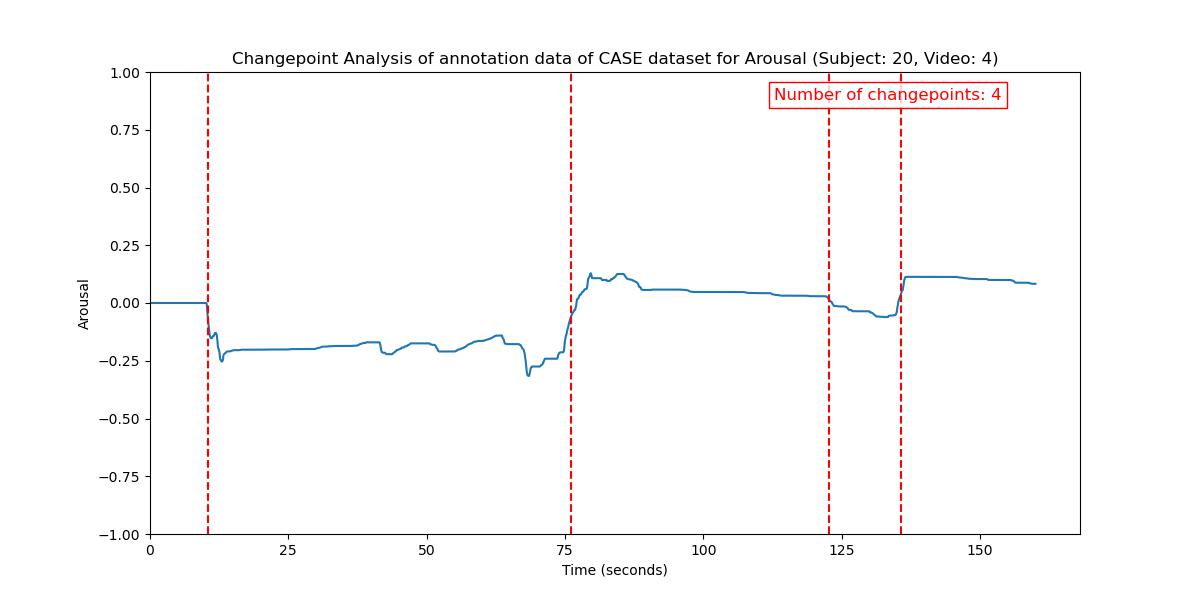 Changepoint Analysis of annotation data of CASE dataset for Arousal (Subject: 20, Video: 4)
Number of changepoints: 4
1.00
0.75
0.50
0.25
0.00
−0.25
−0.50
−0.75
−1.00
Arousal
0 25 50 75 100 125 150
Time (seconds)